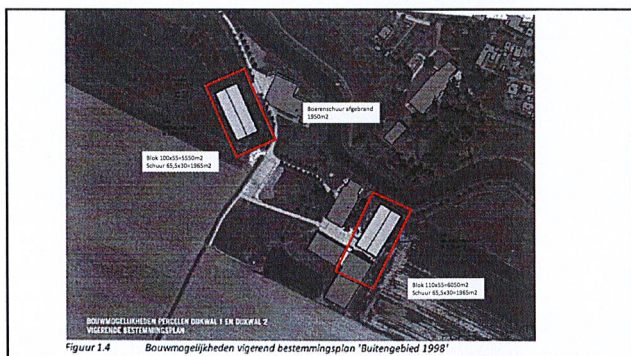 Boerenschuur afgebrand
1950m2
Blok 100x55=5550m2
Schuur 65,5x30=1965m2
Blok 110x55=6050m2
Schuur 65,5x30=1965m2
BOUWMOGELIJKHEDEN PERCELEN DIJKWAL 1 EN DIJKWAL 2
VIGERENDE BESTEMMINGSPLAN
Figuur 1.4 Bouwmogelijkheden vigerend bestemmingsplan 'Buitengebied 1998'